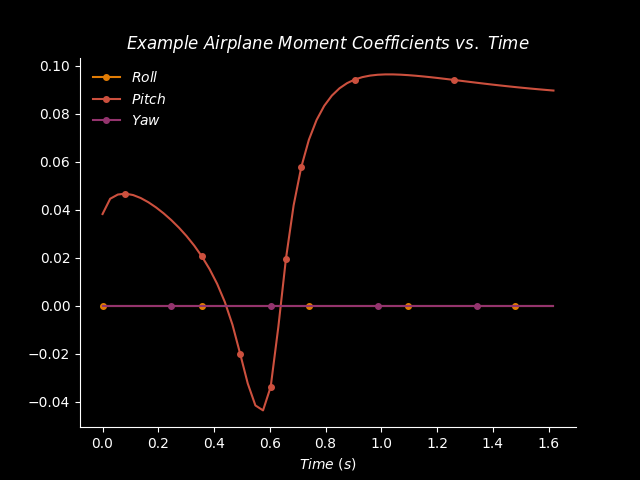 Example Airplane Moment Coefficients vs. Time
Roll
Pitch
Yaw
0.10
0.08
0.06
0.04
0.02
0.00
−0.02
−0.04
0.0 0.2 0.4 0.6 0.8 1.0 1.2 1.4 1.6
Time (s)